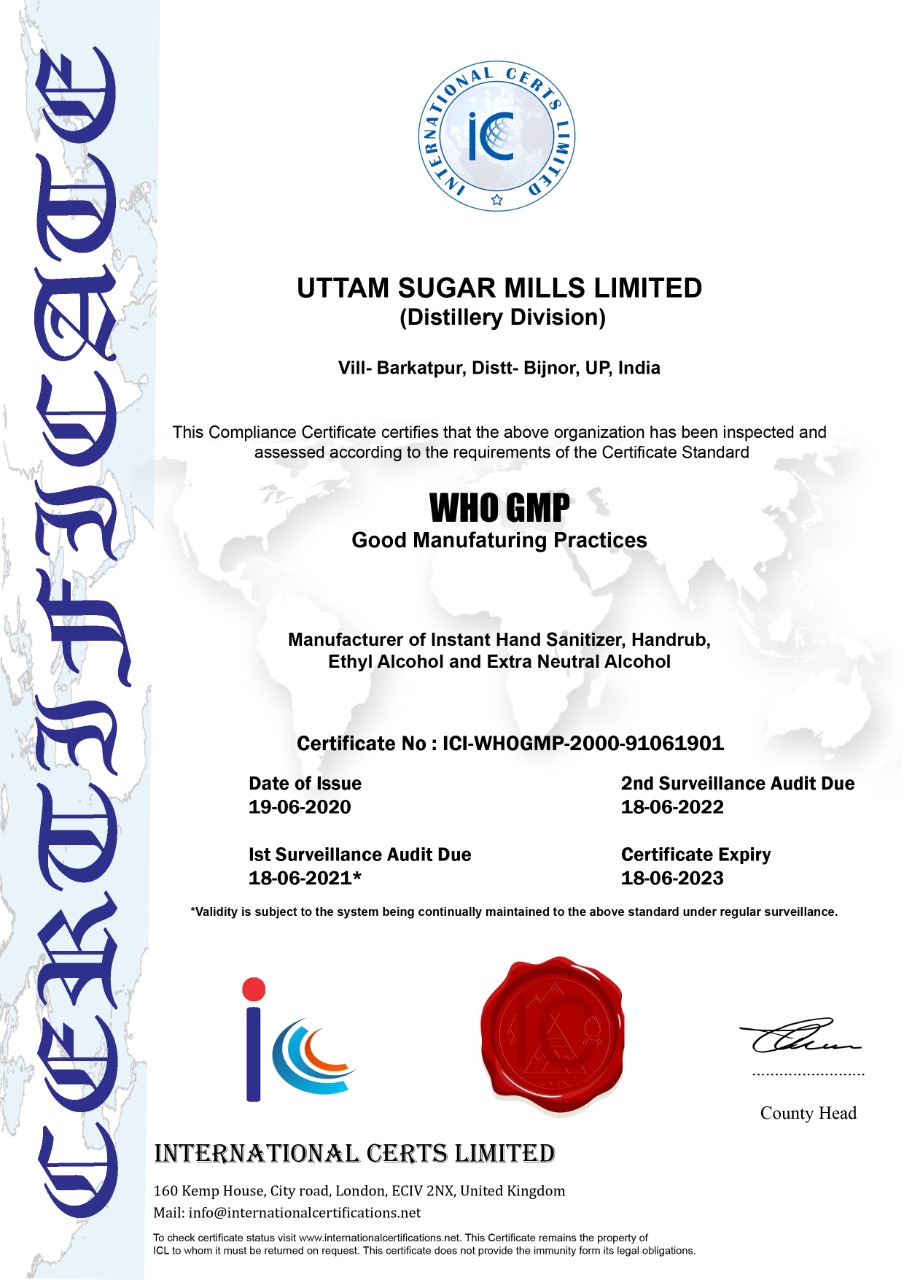 CERTIFICATE
INTERNATIONAL CERTS LIMITED
iC
UTTAM SUGAR MILLS LIMITED
(Distillery Division)
Vill- Barkatpur, Distt- Bijnor, UP, India
This Compliance Certificate certifies that the above organization has been inspected and
assessed according to the requirements of the Certificate Standard
WHO GMP
Good Manufaturing Practices
Manufacturer of Instant Hand Sanitizer, Handrub,
Ethyl Alcohol and Extra Neutral Alcohol
Certificate No : ICI-WHOGMP-2000-91061901
Date of Issue
19-06-2020
2nd Surveillance Audit Due
18-06-2022
Ist Surveillance Audit Due
18-06-2021*
Certificate Expiry
18-06-2023
*Validity is subject to the system being continually maintained to the above standard under regular surveillance.
County Head
INTERNATIONAL CERTS LIMITED
160 Kemp House, City road, London, ECIV 2NX, United Kingdom
Mail: info@internationalcertifications.net
To check certificate status visit www.internationalcertifications.net. This Certificate remains the property of
ICL to whom it must be returned on request. This certificate does not provide the immunity form its legal obligations.